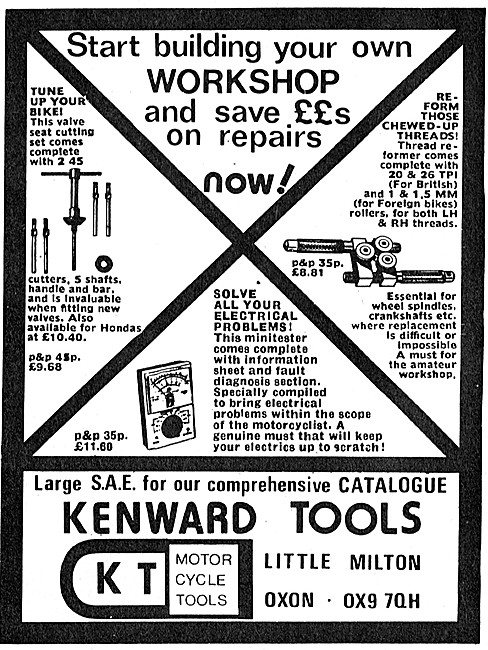 Start building your own
WORKSHOP
and save ££s
on repairs
now!
TUNE
UP YOUR
BIKE!
This valve
seat cutting
set comes
complete
with 2 45
cutters, 5 shafts,
handle and bar,
and is invaluable
when fitting new
valves. Also
available for Hondas
at £10.40.
p&p 45p.
£9.68
RE-
FORM
THOSE
CHEWED-UP
THREADS!
Thread re-
former comes
complete with
20 & 26 TPI
(For British)
and 1 & 1,5 MM
(for Foreign bikes)
rollers, for both LH
& RH threads.
p&p 35p.
£8.81
Essential for
wheel spindles,
crankshafts etc.
where replacement
is difficult or
impossible
A must for
the amateur
workshop.
SOLVE
ALL YOUR
ELECTRICAL
PROBLEMS!
This minitester
comes complete
with information
sheet and fault
diagnosis section.
Specially compiled
to bring electrical
problems within the scope
of the motorcyclist. A
genuine must that will keep
your electrics up to scratch!
p&p 35p.
£11.60
Large S.A.E. for our comprehensive CATALOGUE
KENWARD TOOLS
KT
MOTOR
CYCLE
TOOLS
LITTLE MILTON
OXON · OX9 7QH